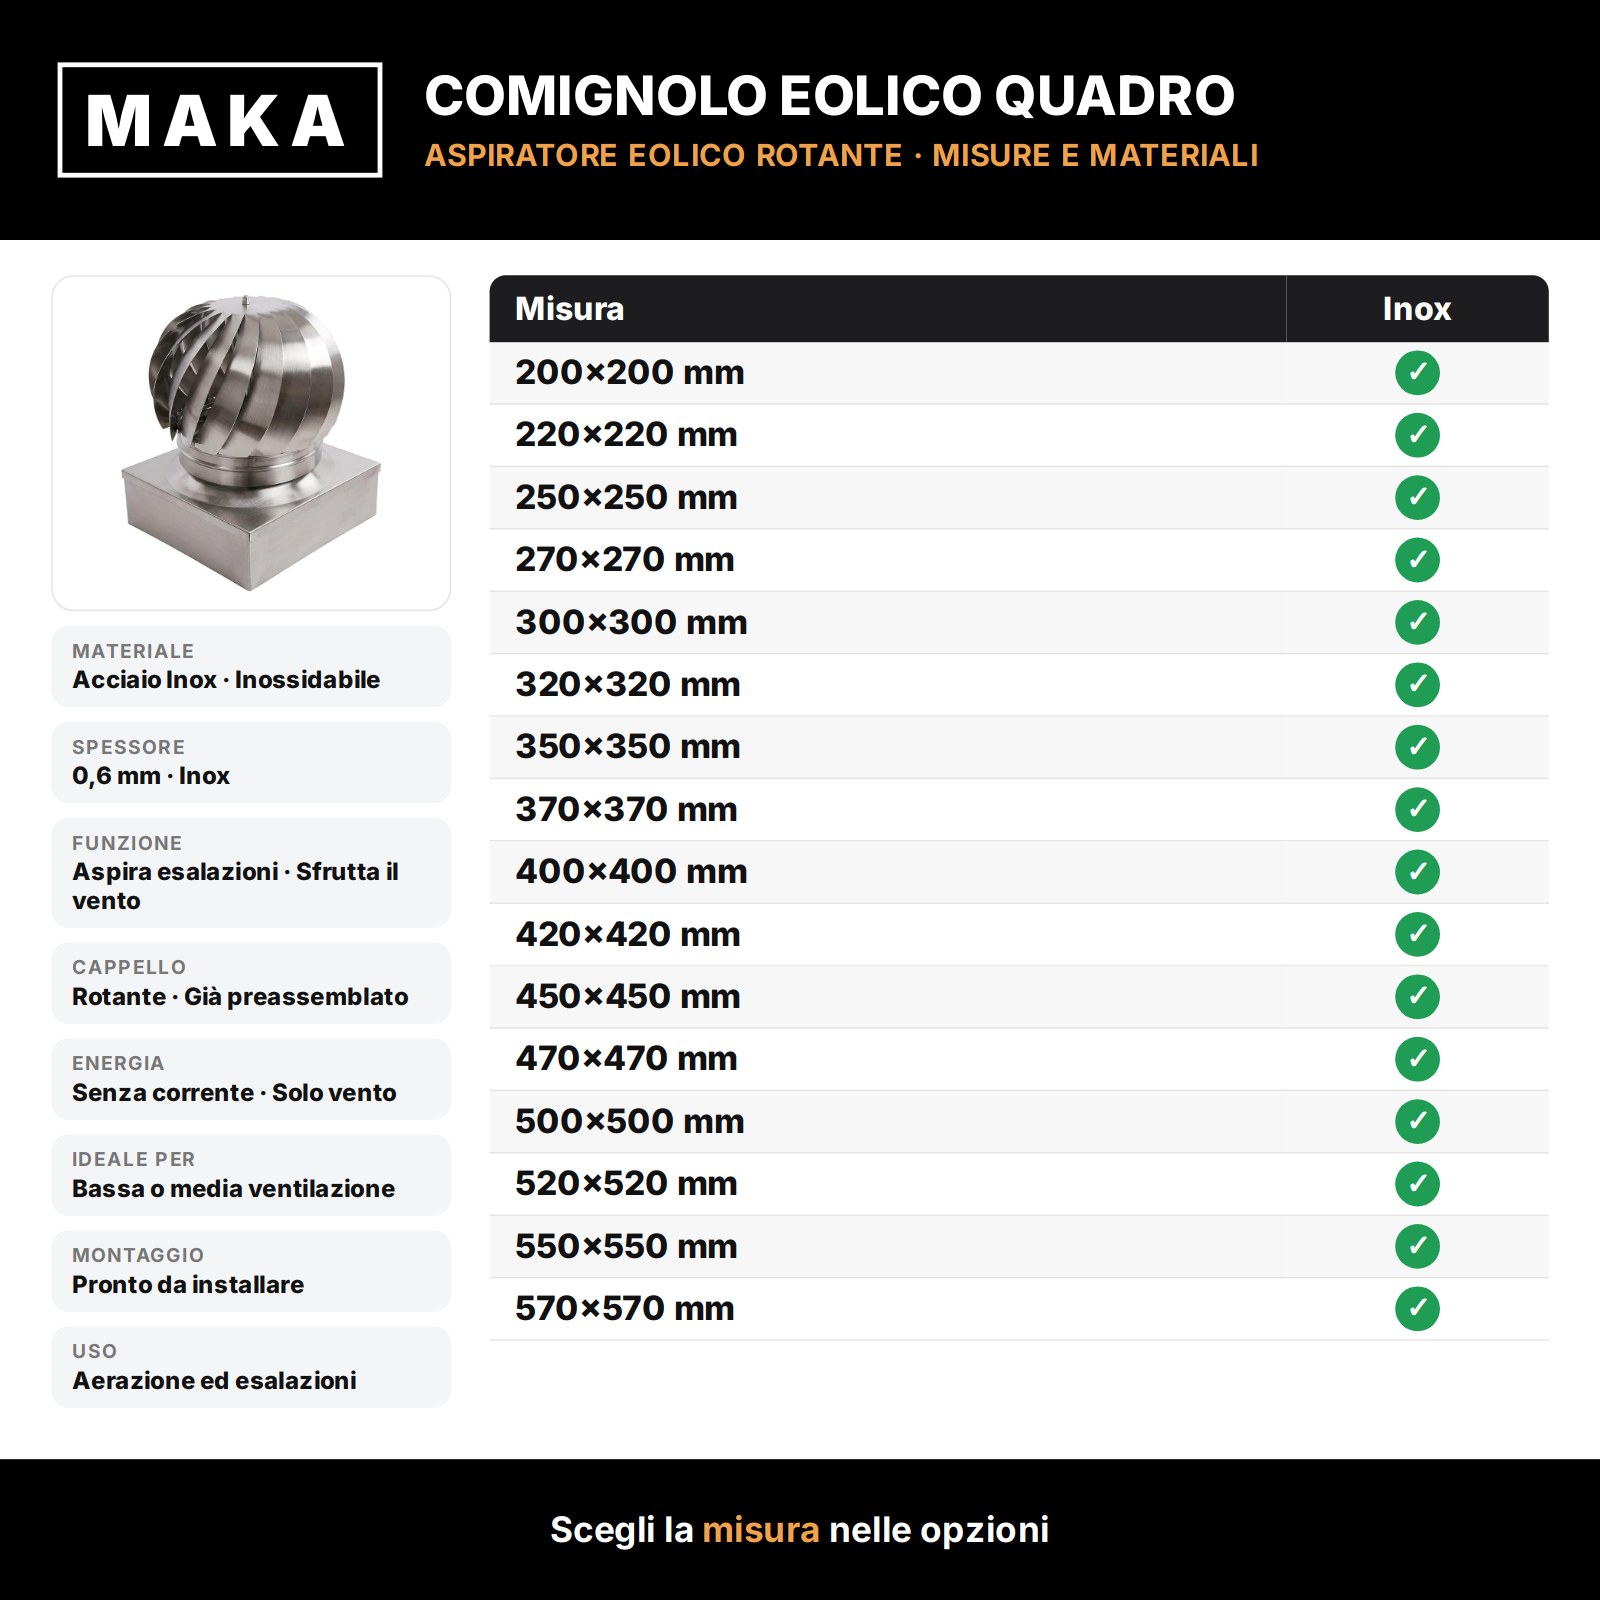 MAKA
COMIGNOLO EOLICO QUADRO
ASPIRATORE EOLICO ROTANTE · MISURE E MATERIALI
MATERIALE
Acciaio Inox · Inossidabile
SPESSORE
0,6 mm · Inox
FUNZIONE
Aspira esalazioni · Sfrutta il
vento
CAPPELLO
Rotante · Già preassemblato
ENERGIA
Senza corrente · Solo vento
IDEALE PER
Bassa o media ventilazione
MONTAGGIO
Pronto da installare
USO
Aerazione ed esalazioni
Misura Inox
200×200 mm ✓
220×220 mm ✓
250×250 mm ✓
270×270 mm ✓
300×300 mm ✓
320×320 mm ✓
350×350 mm ✓
370×370 mm ✓
400×400 mm ✓
420×420 mm ✓
450×450 mm ✓
470×470 mm ✓
500×500 mm ✓
520×520 mm ✓
550×550 mm ✓
570×570 mm ✓
Scegli la misura nelle opzioni